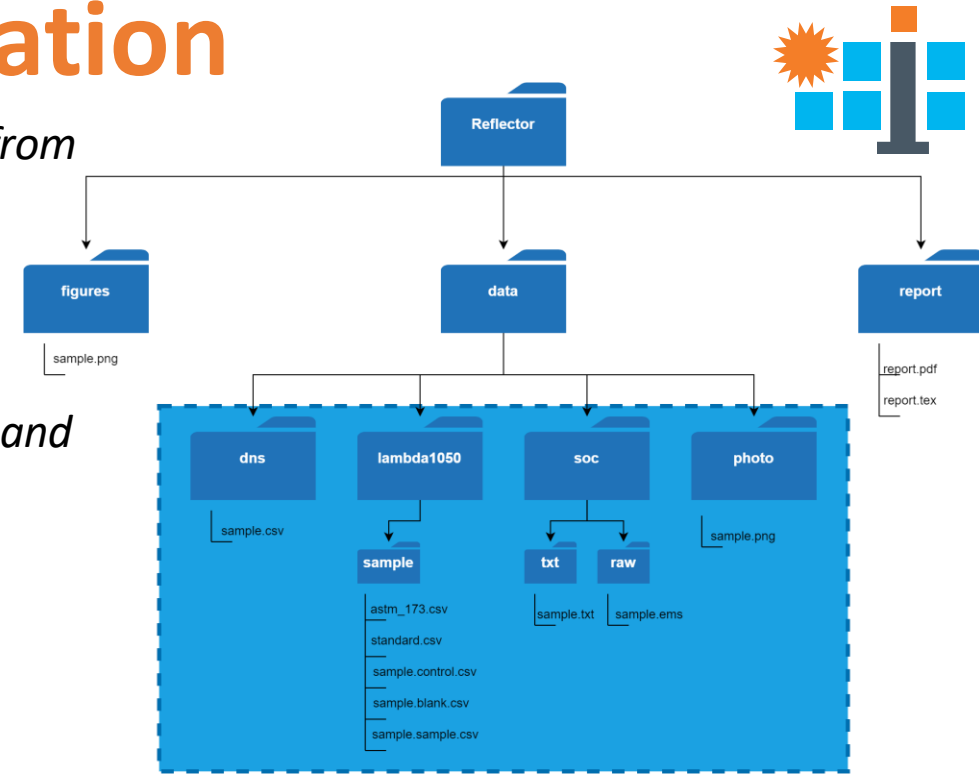 ation
from
and
Reflector
figures
data
report
sample.png
report.pdf
report.tex
dns
lambda1050
soc
photo
sample.csv
sample.png
sample
txt
raw
astm_173.csv
standard.csv
sample.control.csv
sample.blank.csv
sample.sample.csv
sample.txt
sample.ems